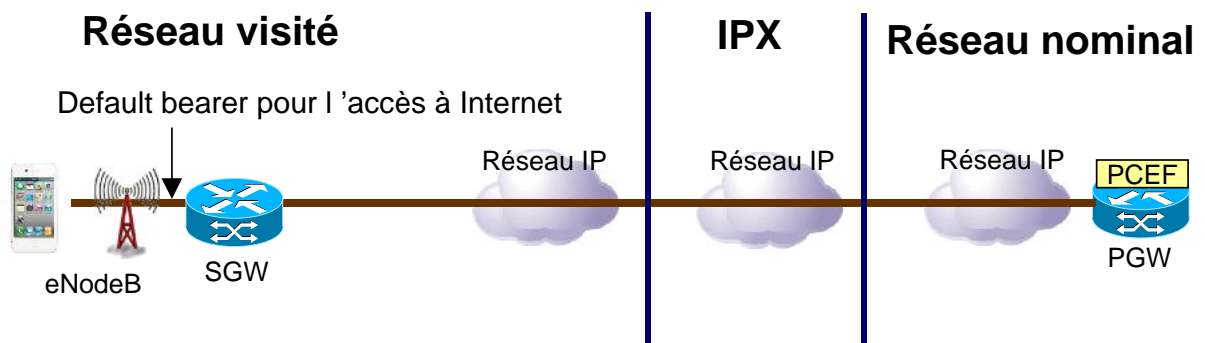 Réseau visité
IPX
Réseau nominal
Default bearer pour l ’accès à Internet
Réseau IP
Réseau IP
Réseau IP
PCEF
eNodeB
SGW
PGW